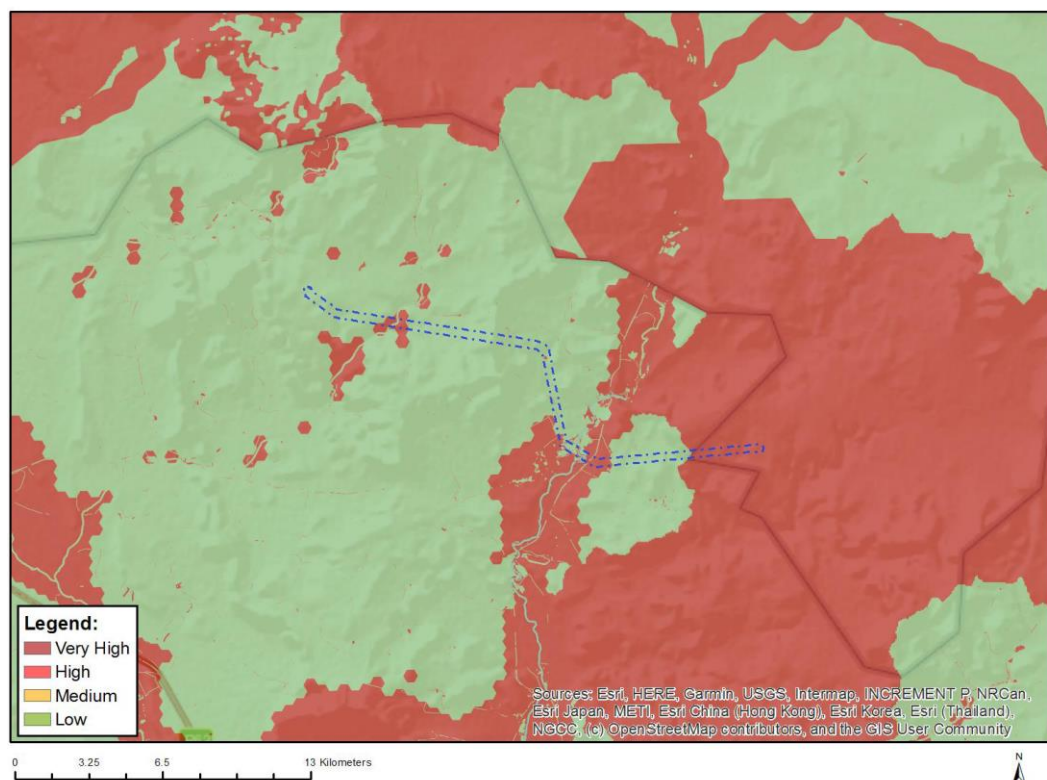 Legend:
Very High
High
Medium
Low
Sources: Esri, HERE, Garmin, USGS, Intermap, INCREMENT P, NRCan,
Esri Japan, METI, Esri China (Hong Kong), Esri Korea, Esri (Thailand),
NGCC, (c) OpenStreetMap contributors, and the GIS User Community
0 3.25 6.5 13 Kilometers
N